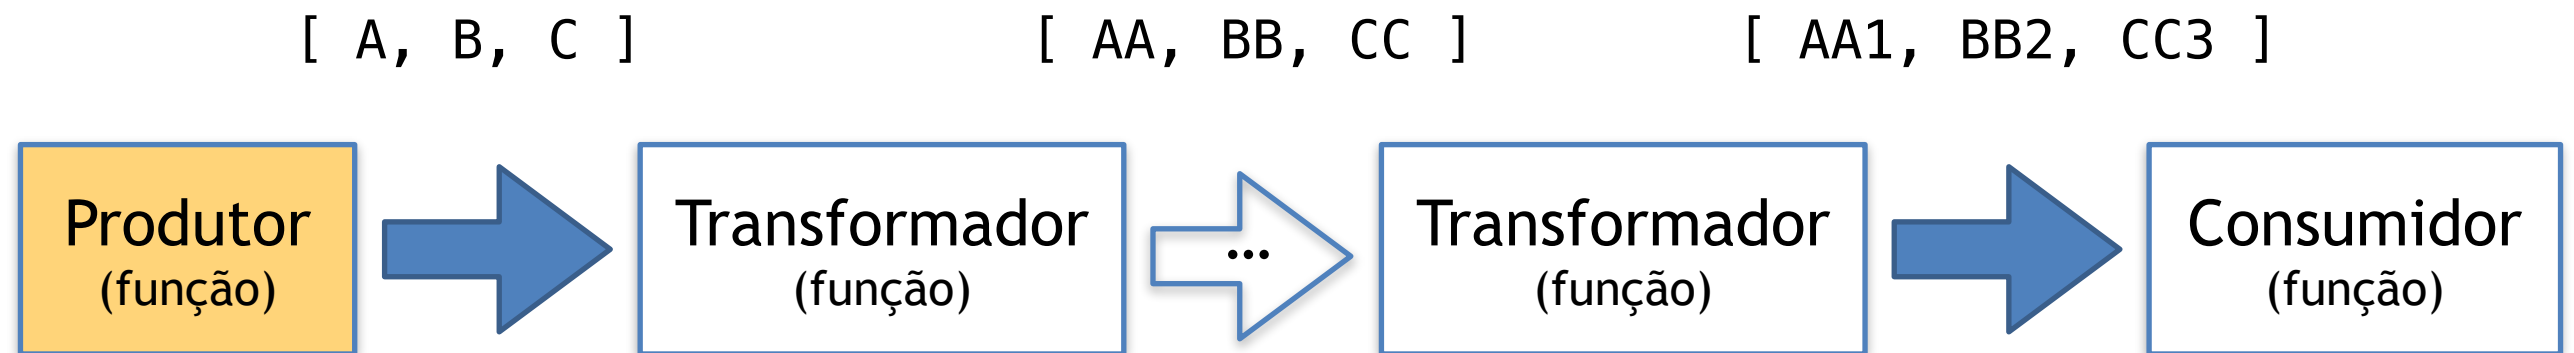 [ A, B, C ]
[ AA, BB, CC ]
[ AA1, BB2, CC3 ]
Produtor
(função)
Transformador
(função)
...
Transformador
(função)
Consumidor
(função)